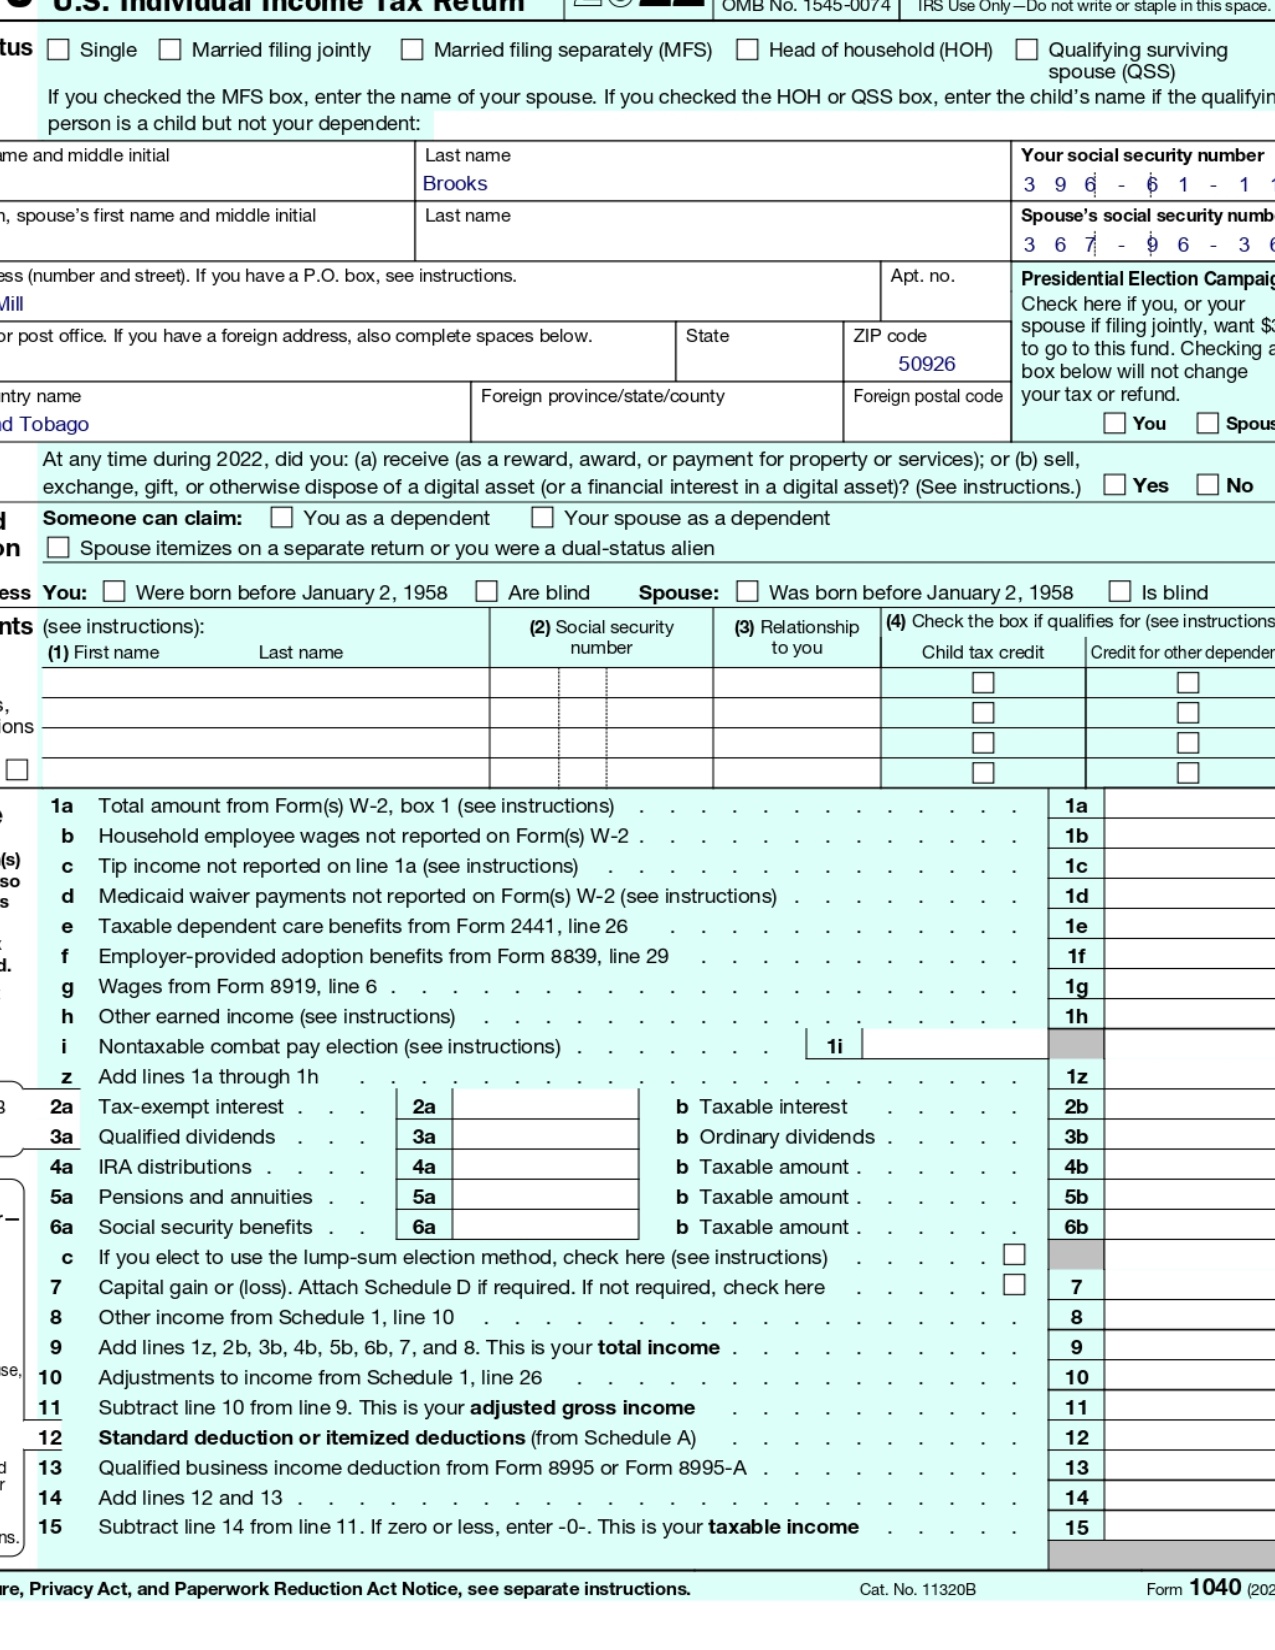 U.S. Individual Income Tax Return OMB No. 1545-0074 IRS Use Only—Do not write or staple in this space.
Single Married filing jointly Married filing separately (MFS) Head of household (HOH) Qualifying surviving
spouse (QSS)
If you checked the MFS box, enter the name of your spouse. If you checked the HOH or QSS box, enter the child's name if the qualifyin
person is a child but not your dependent:
ame and middle initial Last name Your social security number
Brooks 3 9 6 - 6 1 - 1 1
, spouse's first name and middle initial Last name Spouse's social security numb
3 6 7 - 9 6 - 3 6
ess (number and street). If you have a P.O. box, see instructions. Apt. no. Presidential Election Campaig
Mill Check here if you, or your
spouse if filing jointly, want $3
or post office. If you have a foreign address, also complete spaces below. State ZIP code to go to this fund. Checking a
50926 box below will not change
ntry name Foreign province/state/county Foreign postal code your tax or refund.
d Tobago You Spous
At any time during 2022, did you: (a) receive (as a reward, award, or payment for property or services); or (b) sell,
exchange, gift, or otherwise dispose of a digital asset (or a financial interest in a digital asset)? (See instructions.) Yes No
Someone can claim: You as a dependent Your spouse as a dependent
on Spouse itemizes on a separate return or you were a dual-status alien
ess You: Were born before January 2, 1958 Are blind Spouse: Was born before January 2, 1958 Is blind
nts (see instructions): (2) Social security number (3) Relationship to you (4) Check the box if qualifies for (see instructions
(1) First name Last name Child tax credit Credit for other depender
ions
1a Total amount from Form(s) W-2, box 1 (see instructions) 1a
b Household employee wages not reported on Form(s) W-2 1b
(s) c Tip income not reported on line 1a (see instructions) 1c
so
s d Medicaid waiver payments not reported on Form(s) W-2 (see instructions) 1d
e Taxable dependent care benefits from Form 2441, line 26 1e
d. f Employer-provided adoption benefits from Form 8839, line 29 1f
g Wages from Form 8919, line 6 1g
h Other earned income (see instructions) 1h
i Nontaxable combat pay election (see instructions) 1i
z Add lines 1a through 1h 1z
2a Tax-exempt interest 2a b Taxable interest 2b
3a Qualified dividends 3a b Ordinary dividends 3b
4a IRA distributions 4a b Taxable amount 4b
5a Pensions and annuities 5a b Taxable amount 5b
6a Social security benefits 6a b Taxable amount 6b
c If you elect to use the lump-sum election method, check here (see instructions)
7 Capital gain or (loss). Attach Schedule D if required. If not required, check here 7
8 Other income from Schedule 1, line 10 8
9 Add lines 1z, 2b, 3b, 4b, 5b, 6b, 7, and 8. This is your total income 9
se, 10 Adjustments to income from Schedule 1, line 26 10
11 Subtract line 10 from line 9. This is your adjusted gross income 11
12 Standard deduction or itemized deductions (from Schedule A) 12
13 Qualified business income deduction from Form 8995 or Form 8995-A 13
14 Add lines 12 and 13 14
ns. 15 Subtract line 14 from line 11. If zero or less, enter -0-. This is your taxable income 15
re, Privacy Act, and Paperwork Reduction Act Notice, see separate instructions. Cat. No. 11320B Form 1040 (202